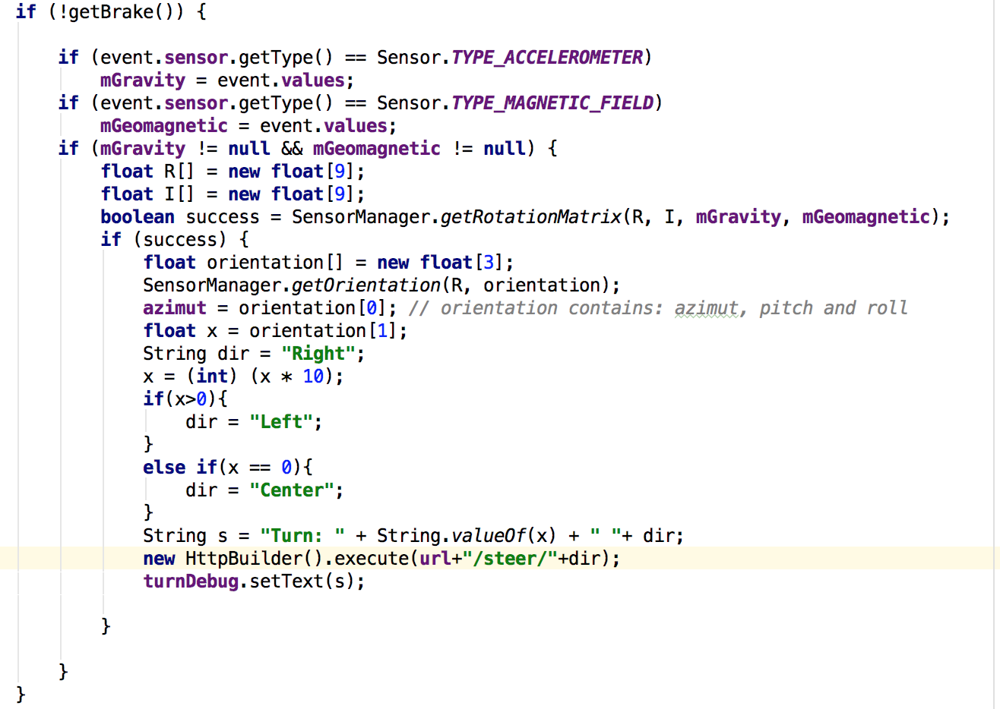 if (!getBrake()) {
if (event.sensor.getType() == Sensor.TYPE_ACCELEROMETER)
mGravity = event.values;
if (event.sensor.getType() == Sensor.TYPE_MAGNETIC_FIELD)
mGeomagnetic = event.values;
if (mGravity != null && mGeomagnetic != null) {
float R[] = new float[9];
float I[] = new float[9];
boolean success = SensorManager.getRotationMatrix(R, I, mGravity, mGeomagnetic);
if (success) {
float orientation[] = new float[3];
SensorManager.getOrientation(R, orientation);
azimut = orientation[0]; // orientation contains: azimut, pitch and roll
float x = orientation[1];
String dir = "Right";
x = (int) (x * 10);
if(x>0){
dir = "Left";
}
else if(x == 0){
dir = "Center";
}
String s = "Turn: " + String.valueOf(x) + " "+ dir;
new HttpBuilder().execute(url+"/steer/"+dir);
turnDebug.setText(s);
}
}
}